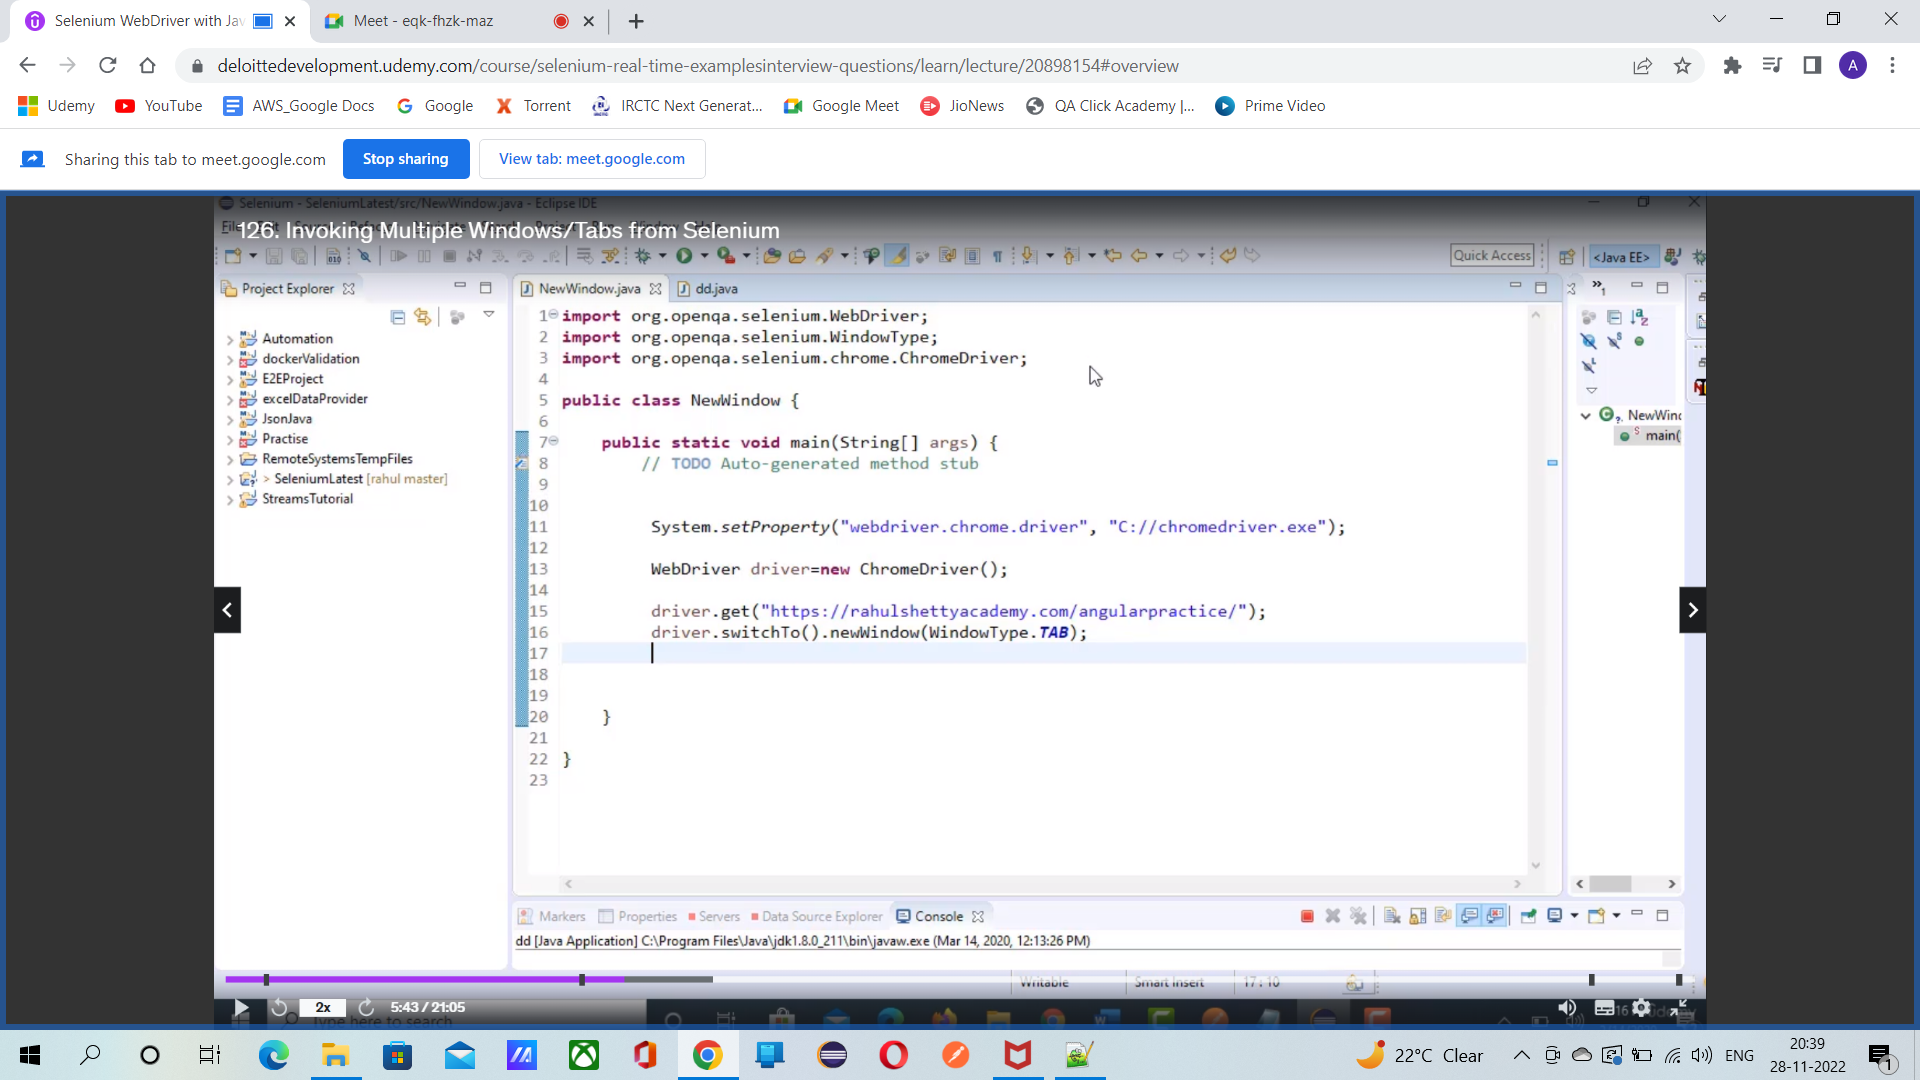 Selenium WebDriver with Jav
Meet - eqk-fhzk-maz
deloittedevelopment.udemy.com/course/selenium-real-time-examplesinterview-questions/learn/lecture/20898154#overview
A
Udemy YouTube AWS_Google Docs Google Torrent IRCTC Next Generat... Google Meet JioNews QA Click Academy |... Prime Video
Sharing this tab to meet.google.com Stop sharing View tab: meet.google.com
Selenium - SeleniumLatest/src/NewWindow.java - Eclipse IDE
126. Invoking Multiple Windows/Tabs from Selenium
Quick Access <Java EE>
Project Explorer NewWindow.java dd.java
Automation
dockerValidation
E2EProject
excelDataProvider
JsonJava
Practise
RemoteSystemsTempFiles
> SeleniumLatest [rahul master]
StreamsTutorial
1 import org.openqa.selenium.WebDriver;
2 import org.openqa.selenium.WindowType;
3 import org.openqa.selenium.chrome.ChromeDriver;
4
5 public class NewWindow {
6
7 public static void main(String[] args) {
8 // TODO Auto-generated method stub
9
10
11 System.setProperty("webdriver.chrome.driver", "C://chromedriver.exe");
12
13 WebDriver driver=new ChromeDriver();
14
15 driver.get("https://rahulshettyacademy.com/angularpractice/");
16 driver.switchTo().newWindow(WindowType.TAB);
17
18
19
20 }
21
22 }
23
NewWind
main(
Markers Properties Servers Data Source Explorer Console
dd [Java Application] C:\Program Files\Java\jdk1.8.0_211\bin\javaw.exe (Mar 14, 2020, 12:13:26 PM)
Writable Smart Insert 17 : 10
2x 5:43 / 21:05
Type here to search
22°C Clear ENG
20:39
28-11-2022
1